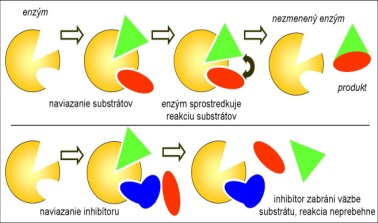 enzým
nezmenený enzým
naviazanie substrátov
enzým sprostredkuje
reakciu substrátov
produkt
naviazanie inhibítoru
inhibítor zabráni väzbe
substrátu, reakcia neprebehne